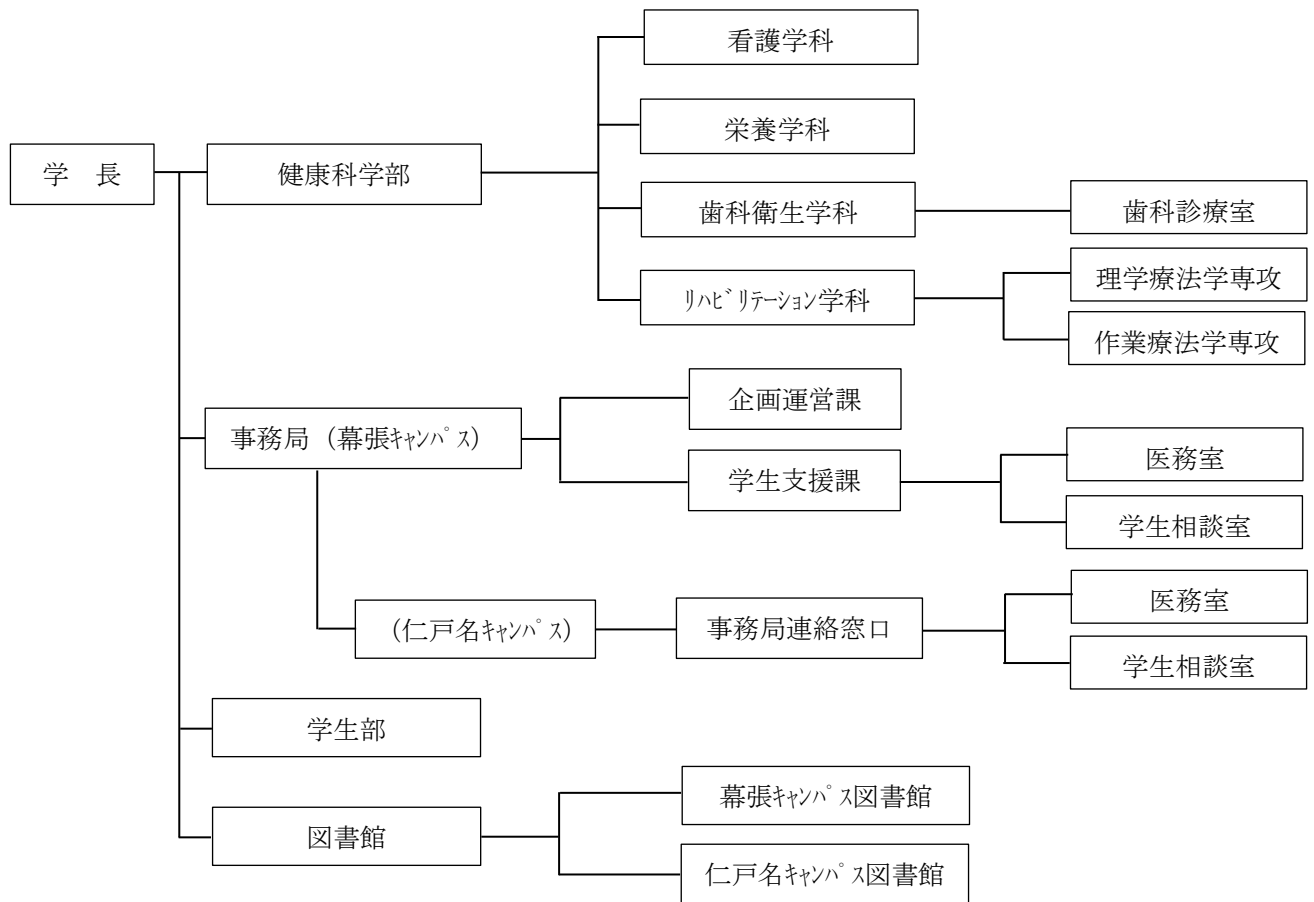 学　長
健康科学部
看護学科
栄養学科
歯科衛生学科
歯科診療室
ﾘﾊﾋﾞﾘﾃｰｼｮﾝ学科
理学療法学専攻
作業療法学専攻
事務局（幕張ｷｬﾝﾊﾟｽ）
企画運営課
学生支援課
医務室
学生相談室
（仁戸名ｷｬﾝﾊﾟｽ）
事務局連絡窓口
医務室
学生相談室
学生部
図書館
幕張ｷｬﾝﾊﾟｽ図書館
仁戸名ｷｬﾝﾊﾟｽ図書館